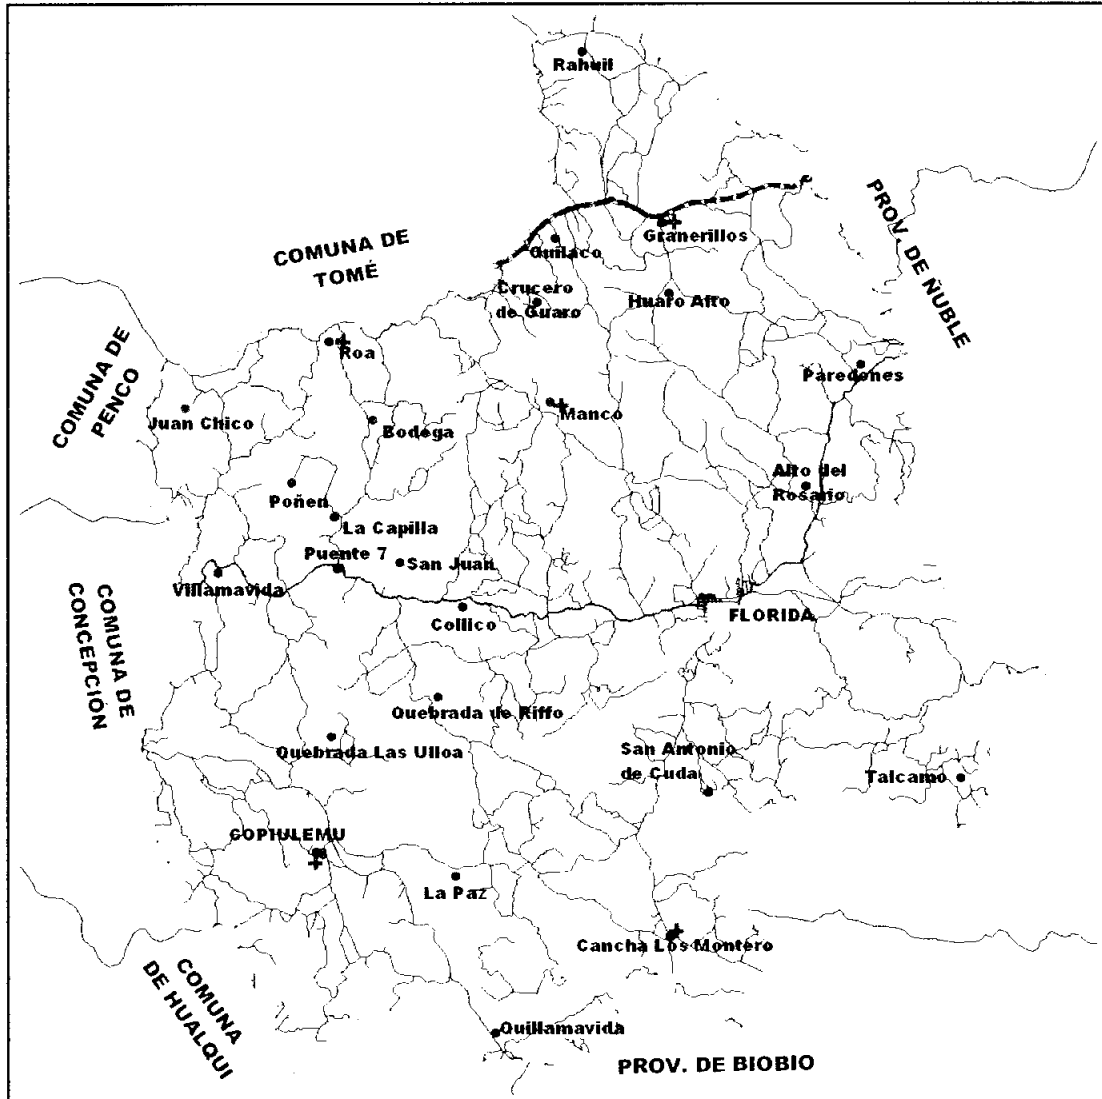 Rahuil
PROV. DE ÑUBLE
Granerillos
COMUNA DE
TOMÉ
Quilaco
Crucero
de Guaro
Huaro Alto
COMUNA DE
PENCO
Roa
Paredones
Juan Chico
Manco
Bodega
Alto del
Rosario
Poñen
La Capilla
Puente 7
San Juan
Villamavida
COMUNA DE
CONCEPCIÓN
Collico
FLORIDA
Quebrada de Riffo
Quebrada Las Ulloa
San Antonio
de Cuda
Talcamo
COPIULEMU
La Paz
Cancha Los Montero
COMUNA
DE HUALQUI
Quillamavida
PROV. DE BIOBIO